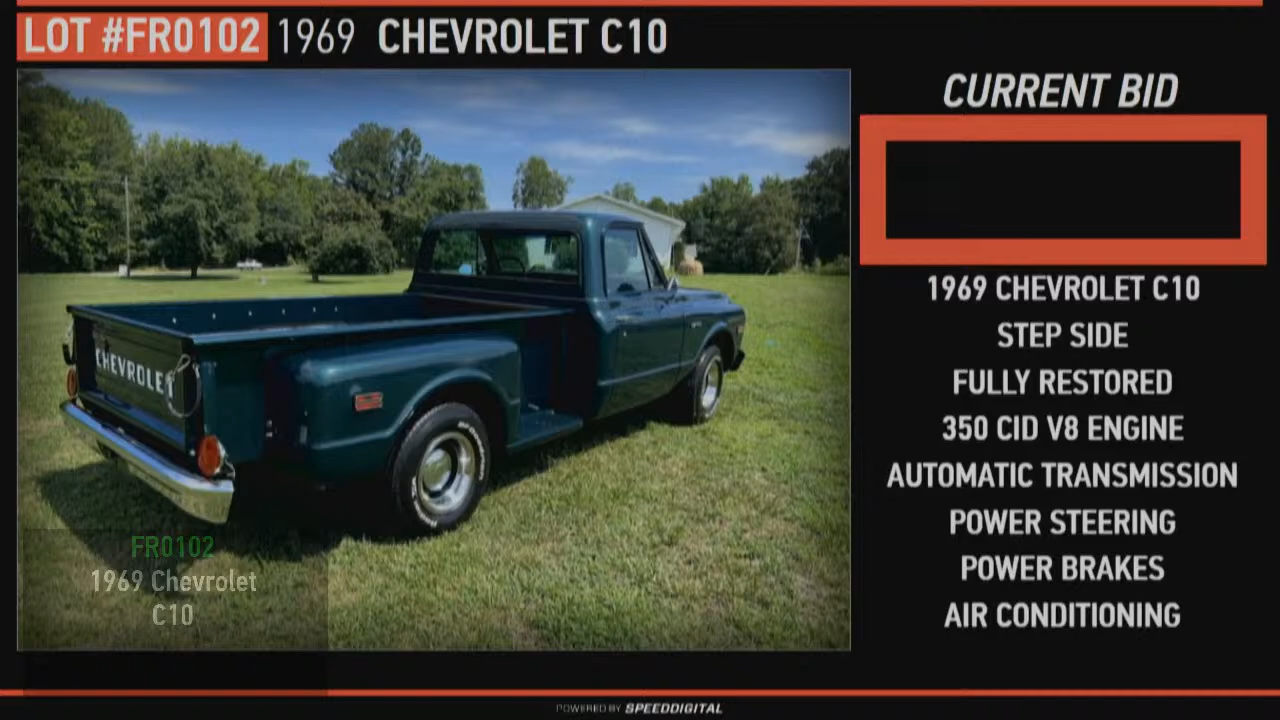 LOT #FR0102 1969 CHEVROLET C10
CURRENT BID
1969 CHEVROLET C10
STEP SIDE
FULLY RESTORED
350 CID V8 ENGINE
AUTOMATIC TRANSMISSION
POWER STEERING
POWER BRAKES
AIR CONDITIONING
CHEVROLET
FR0102
1969 Chevrolet
C10
POWERED BY SPEEDDIGITAL